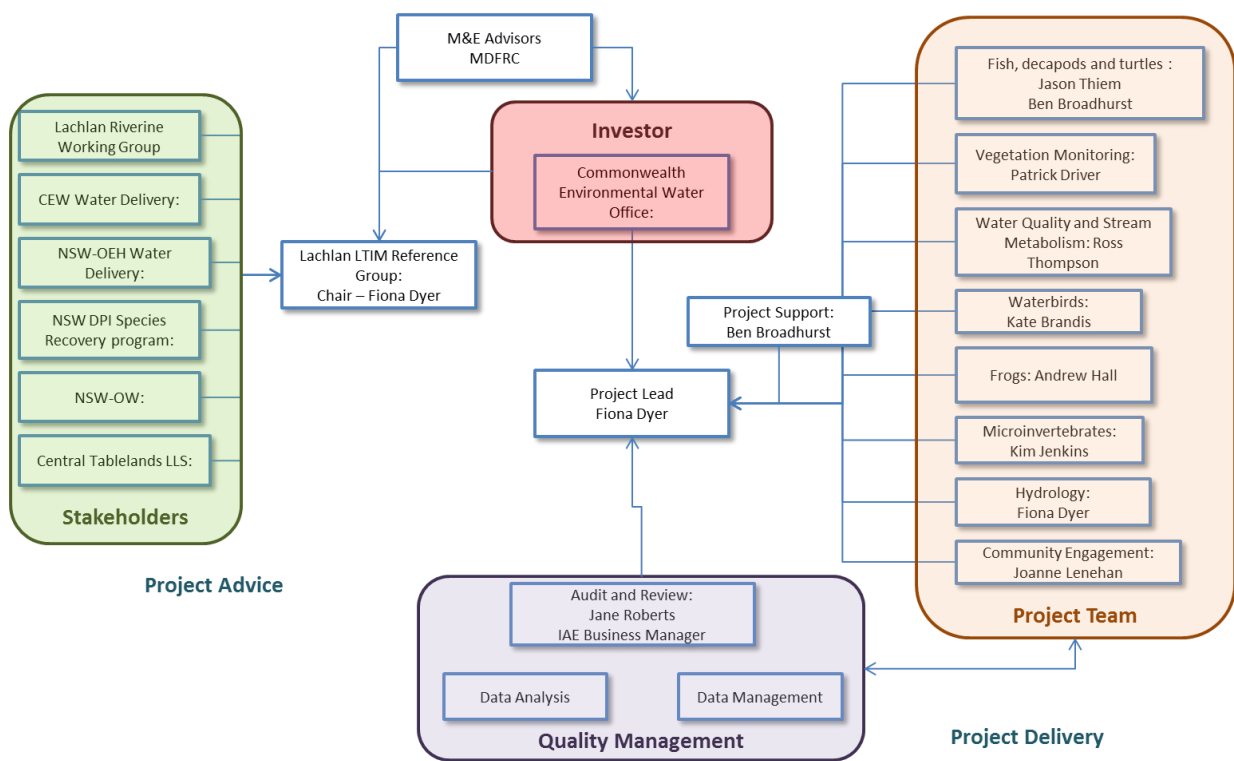 M&E Advisors
MDFRC
Investor
Commonwealth
Environmental Water
Office:
Lachlan Riverine
Working Group
CEW Water Delivery:
NSW-OEH Water
Delivery:
NSW DPI Species
Recovery program:
NSW-OW:
Central Tablelands LLS:
Stakeholders
Project Advice
Lachlan LTIM Reference
Group:
Chair – Fiona Dyer
Project Support:
Ben Broadhurst
Project Lead
Fiona Dyer
Fish, decapods and turtles :
Jason Thiem
Ben Broadhurst
Vegetation Monitoring:
Patrick Driver
Water Quality and Stream
Metabolism: Ross
Thompson
Waterbirds:
Kate Brandis
Frogs: Andrew Hall
Microinvertebrates:
Kim Jenkins
Hydrology:
Fiona Dyer
Community Engagement:
Joanne Lenehan
Project Team
Audit and Review:
Jane Roberts
IAE Business Manager
Data Analysis
Data Management
Quality Management
Project Delivery